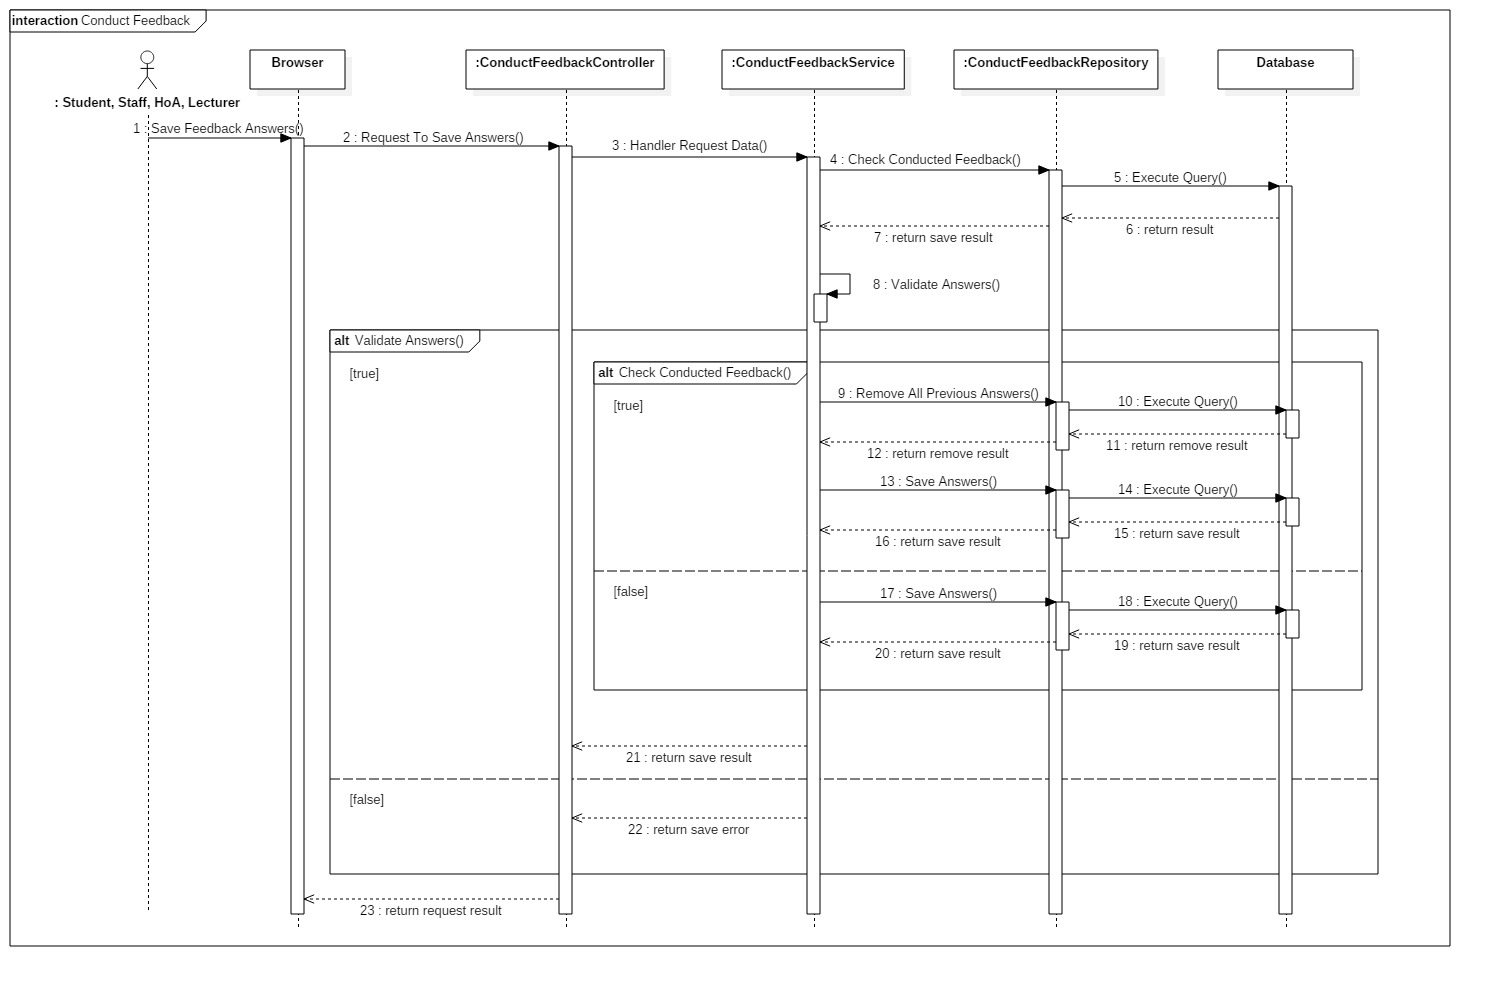 interaction Conduct Feedback
Browser
:ConductFeedbackController
:ConductFeedbackService
:ConductFeedbackRepository
Database
: Student, Staff, HoA, Lecturer
1 : Save Feedback Answers()
2 : Request To Save Answers()
3 : Handler Request Data()
4 : Check Conducted Feedback()
5 : Execute Query()
6 : return result
7 : return save result
8 : Validate Answers()
alt Validate Answers()
[true]
alt Check Conducted Feedback()
[true]
9 : Remove All Previous Answers()
10 : Execute Query()
11 : return remove result
12 : return remove result
13 : Save Answers()
14 : Execute Query()
15 : return save result
16 : return save result
[false]
17 : Save Answers()
18 : Execute Query()
19 : return save result
20 : return save result
21 : return save result
[false]
22 : return save error
23 : return request result